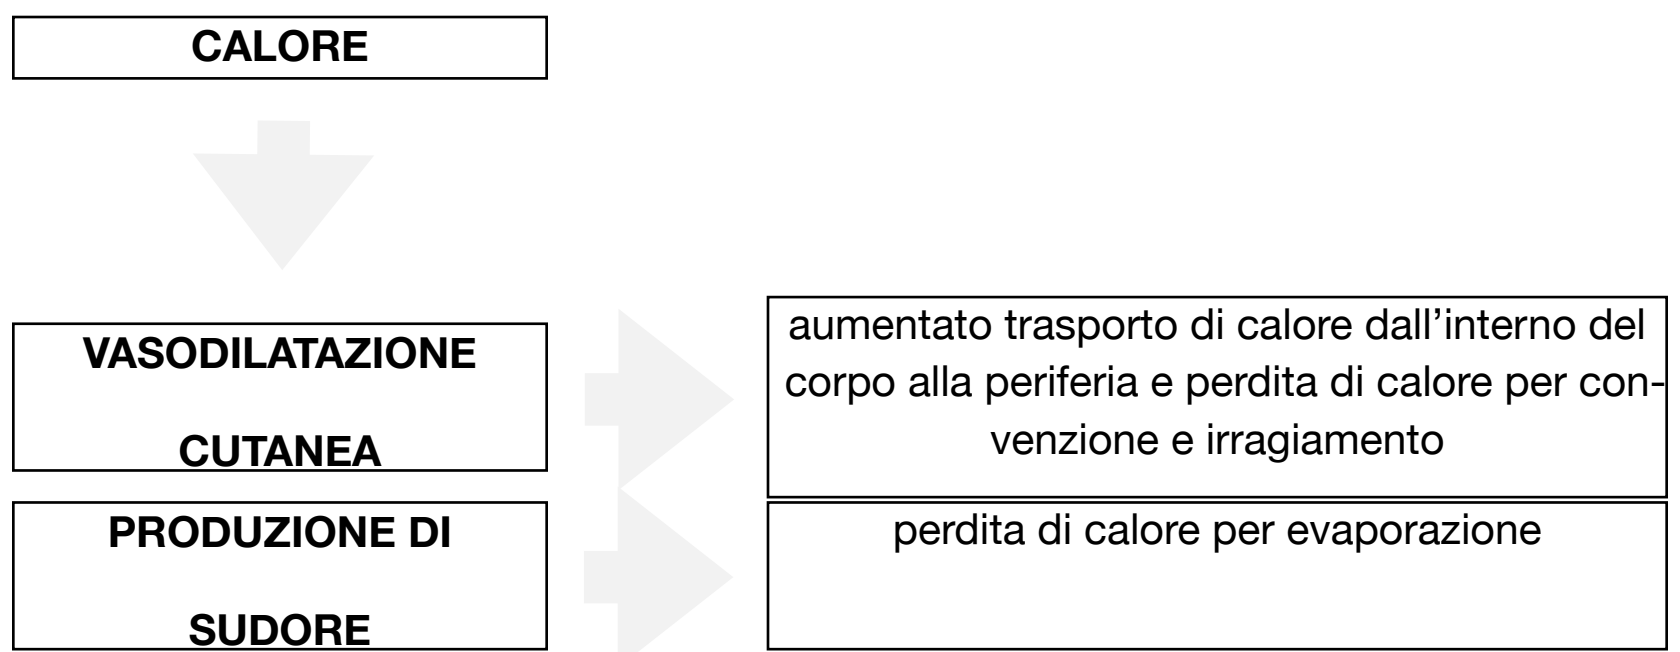 CALORE
VASODILATAZIONE
CUTANEA
aumentato trasporto di calore dall’interno del
corpo alla periferia e perdita di calore per con-
venzione e irragiamento
PRODUZIONE DI
SUDORE
perdita di calore per evaporazione